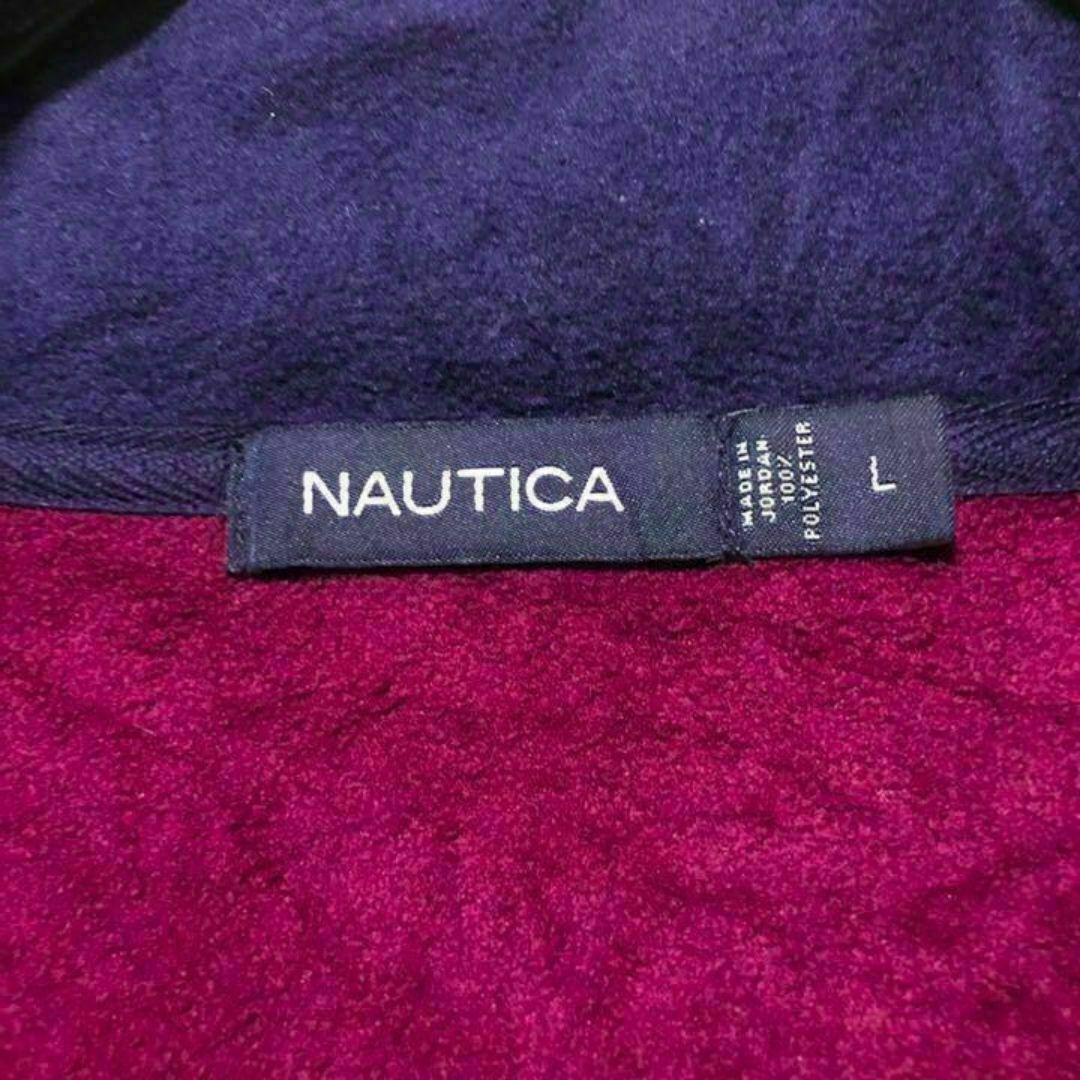 NAUTICA
MADE IN
JORDAN
100%
POLYESTER
L